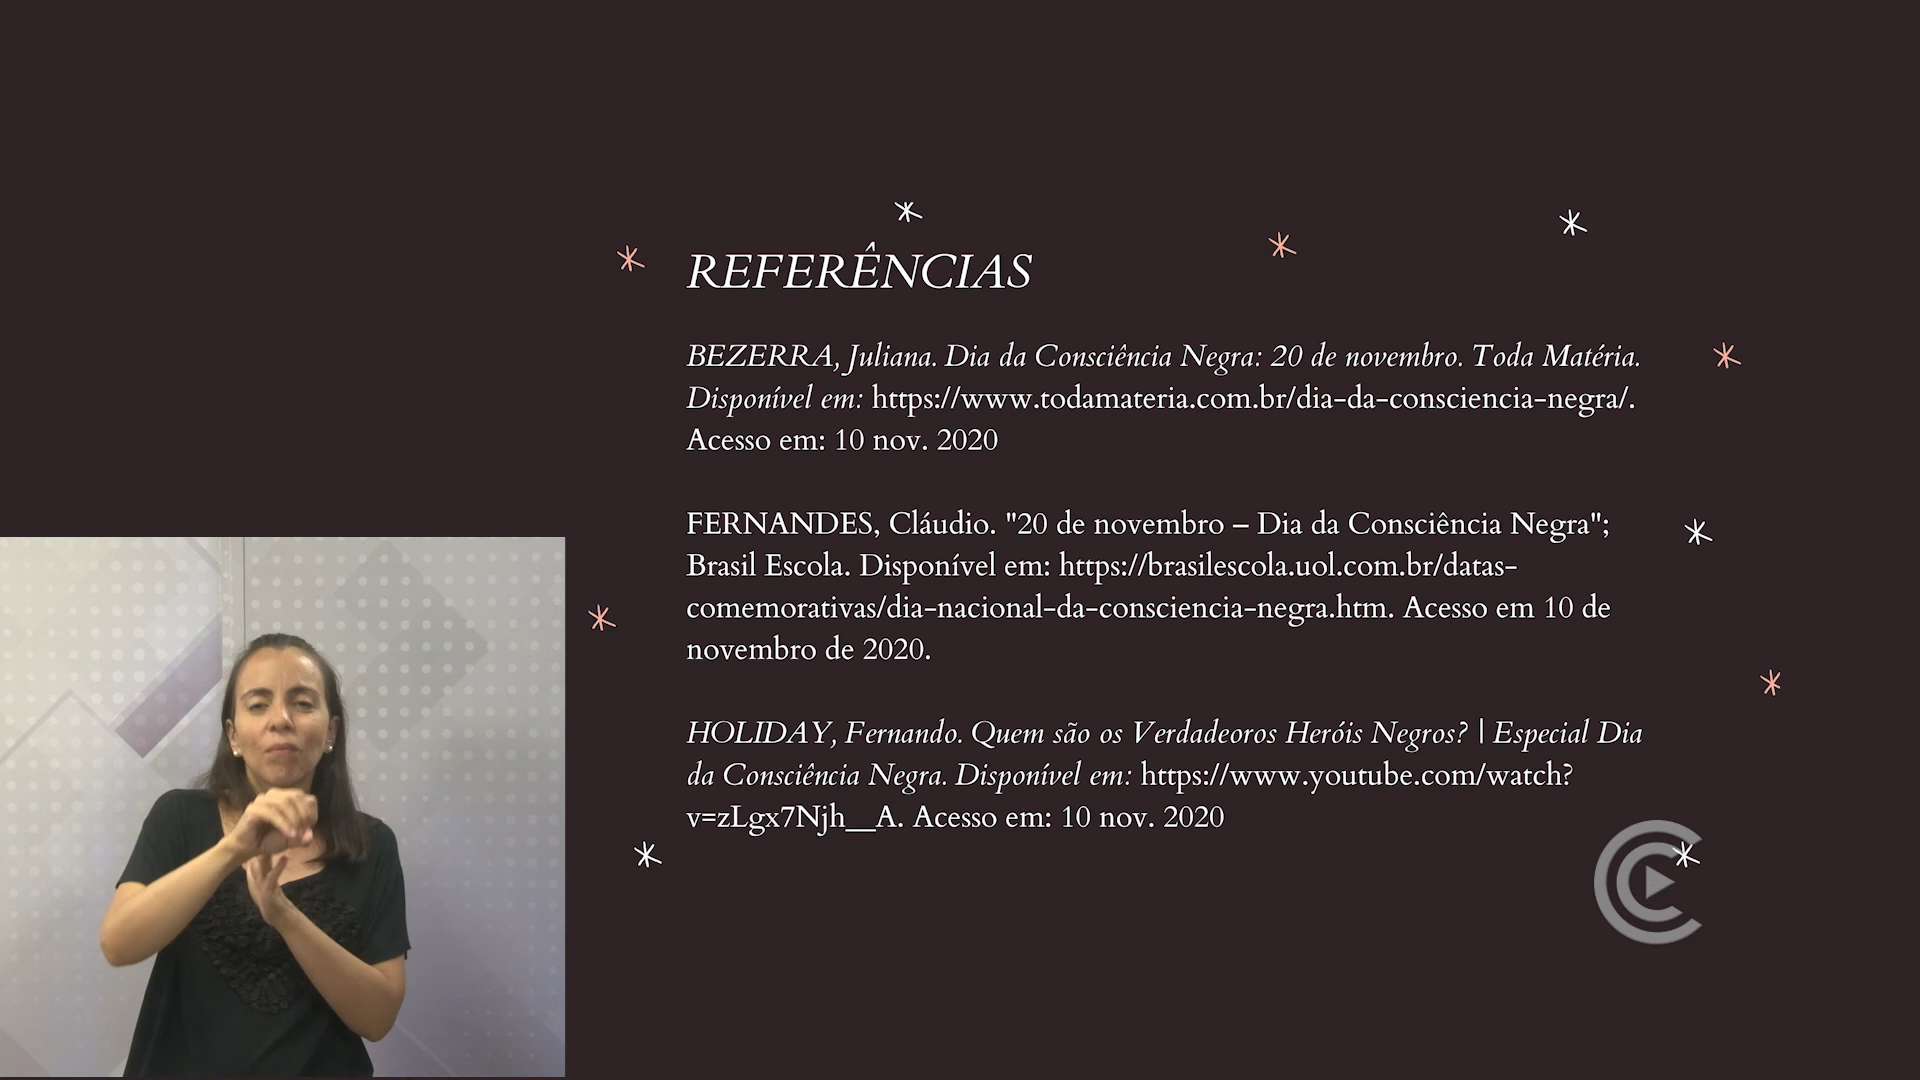 REFERÊNCIAS
BEZERRA, Juliana. Dia da Consciência Negra: 20 de novembro. Toda Matéria.
Disponível em: https://www.todamateria.com.br/dia-da-consciencia-negra/.
Acesso em: 10 nov. 2020
FERNANDES, Cláudio. "20 de novembro – Dia da Consciência Negra";
Brasil Escola. Disponível em: https://brasilescola.uol.com.br/datas-
comemorativas/dia-nacional-da-consciencia-negra.htm. Acesso em 10 de
novembro de 2020.
HOLIDAY, Fernando. Quem são os Verdadeoros Heróis Negros? | Especial Dia
da Consciência Negra. Disponível em: https://www.youtube.com/watch?
v=zLgx7Njh__A. Acesso em: 10 nov. 2020